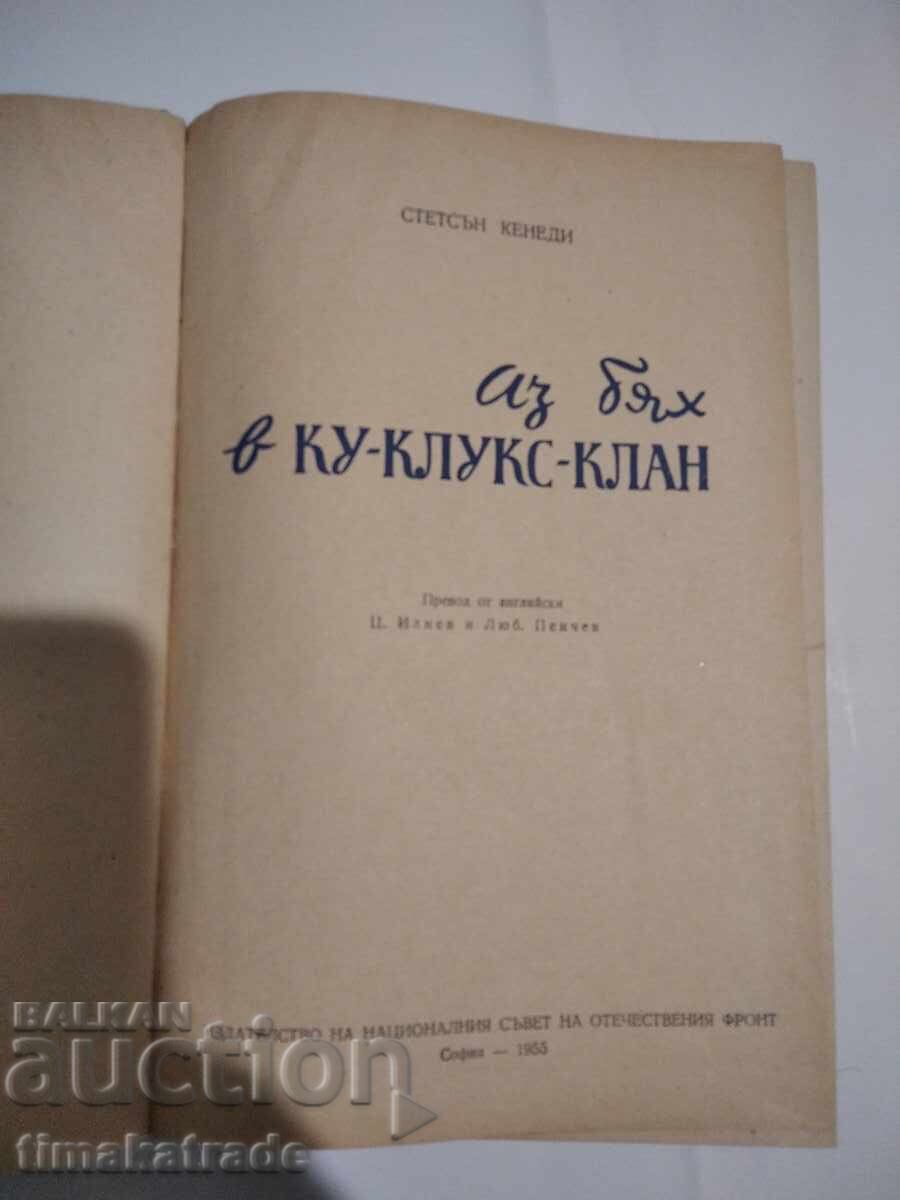 СТЕТСЪН КЕНЕДИ
Аз бях
в КУ-КЛУКС-КЛАН
Превод от английски
Ц. Илиев и Люб. Пенчев
ИЗДАТЕЛСТВО НА НАЦИОНАЛНИЯ СЪВЕТ НА ОТЕЧЕСТВЕНИЯ ФРОНТ
София — 1955
BALKAN
auction
timakatrade